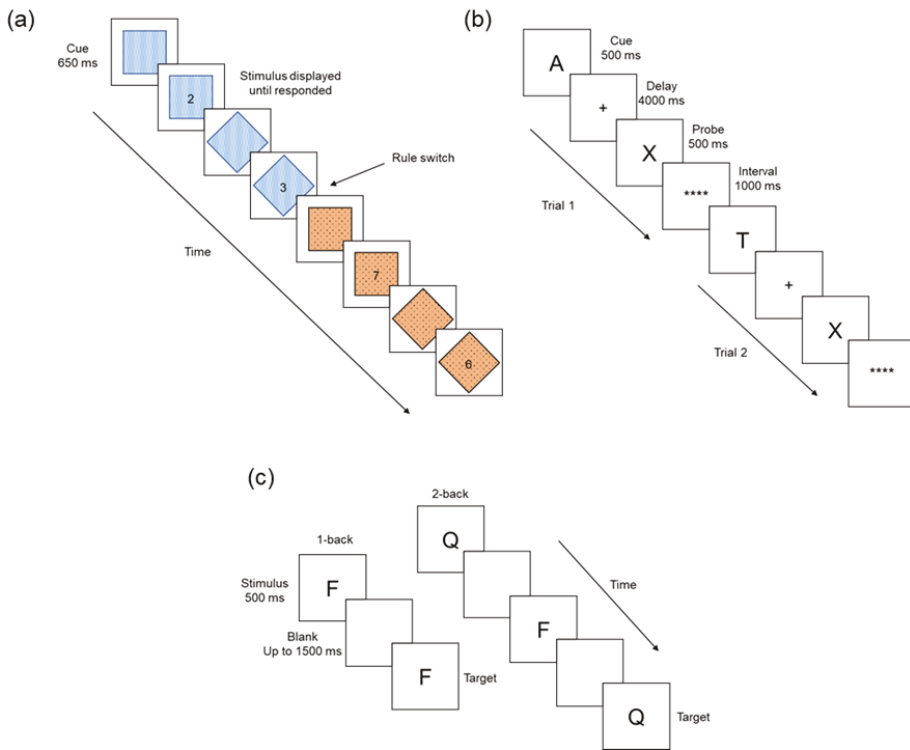 (a)
Cue
650 ms
2
Stimulus displayed
until responded
3
Rule switch
Time
7
6
(b)
A
Cue
500 ms
+
Delay
4000 ms
X
Probe
500 ms
****
Interval
1000 ms
Trial 1
T
+
X
Trial 2
****
(c)
1-back
Stimulus
500 ms
F
Blank
Up to 1500 ms
F
Target
2-back
Q
Time
F
Q
Target